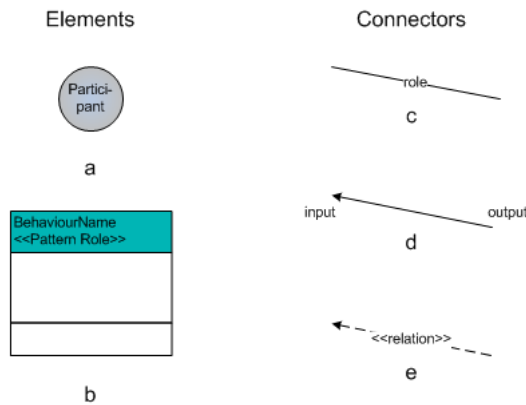 Elements
Connectors
Partici-
pant
a
role
c
BehaviourName
<<Pattern Role>>
input
output
d
<<relation>>
e
b